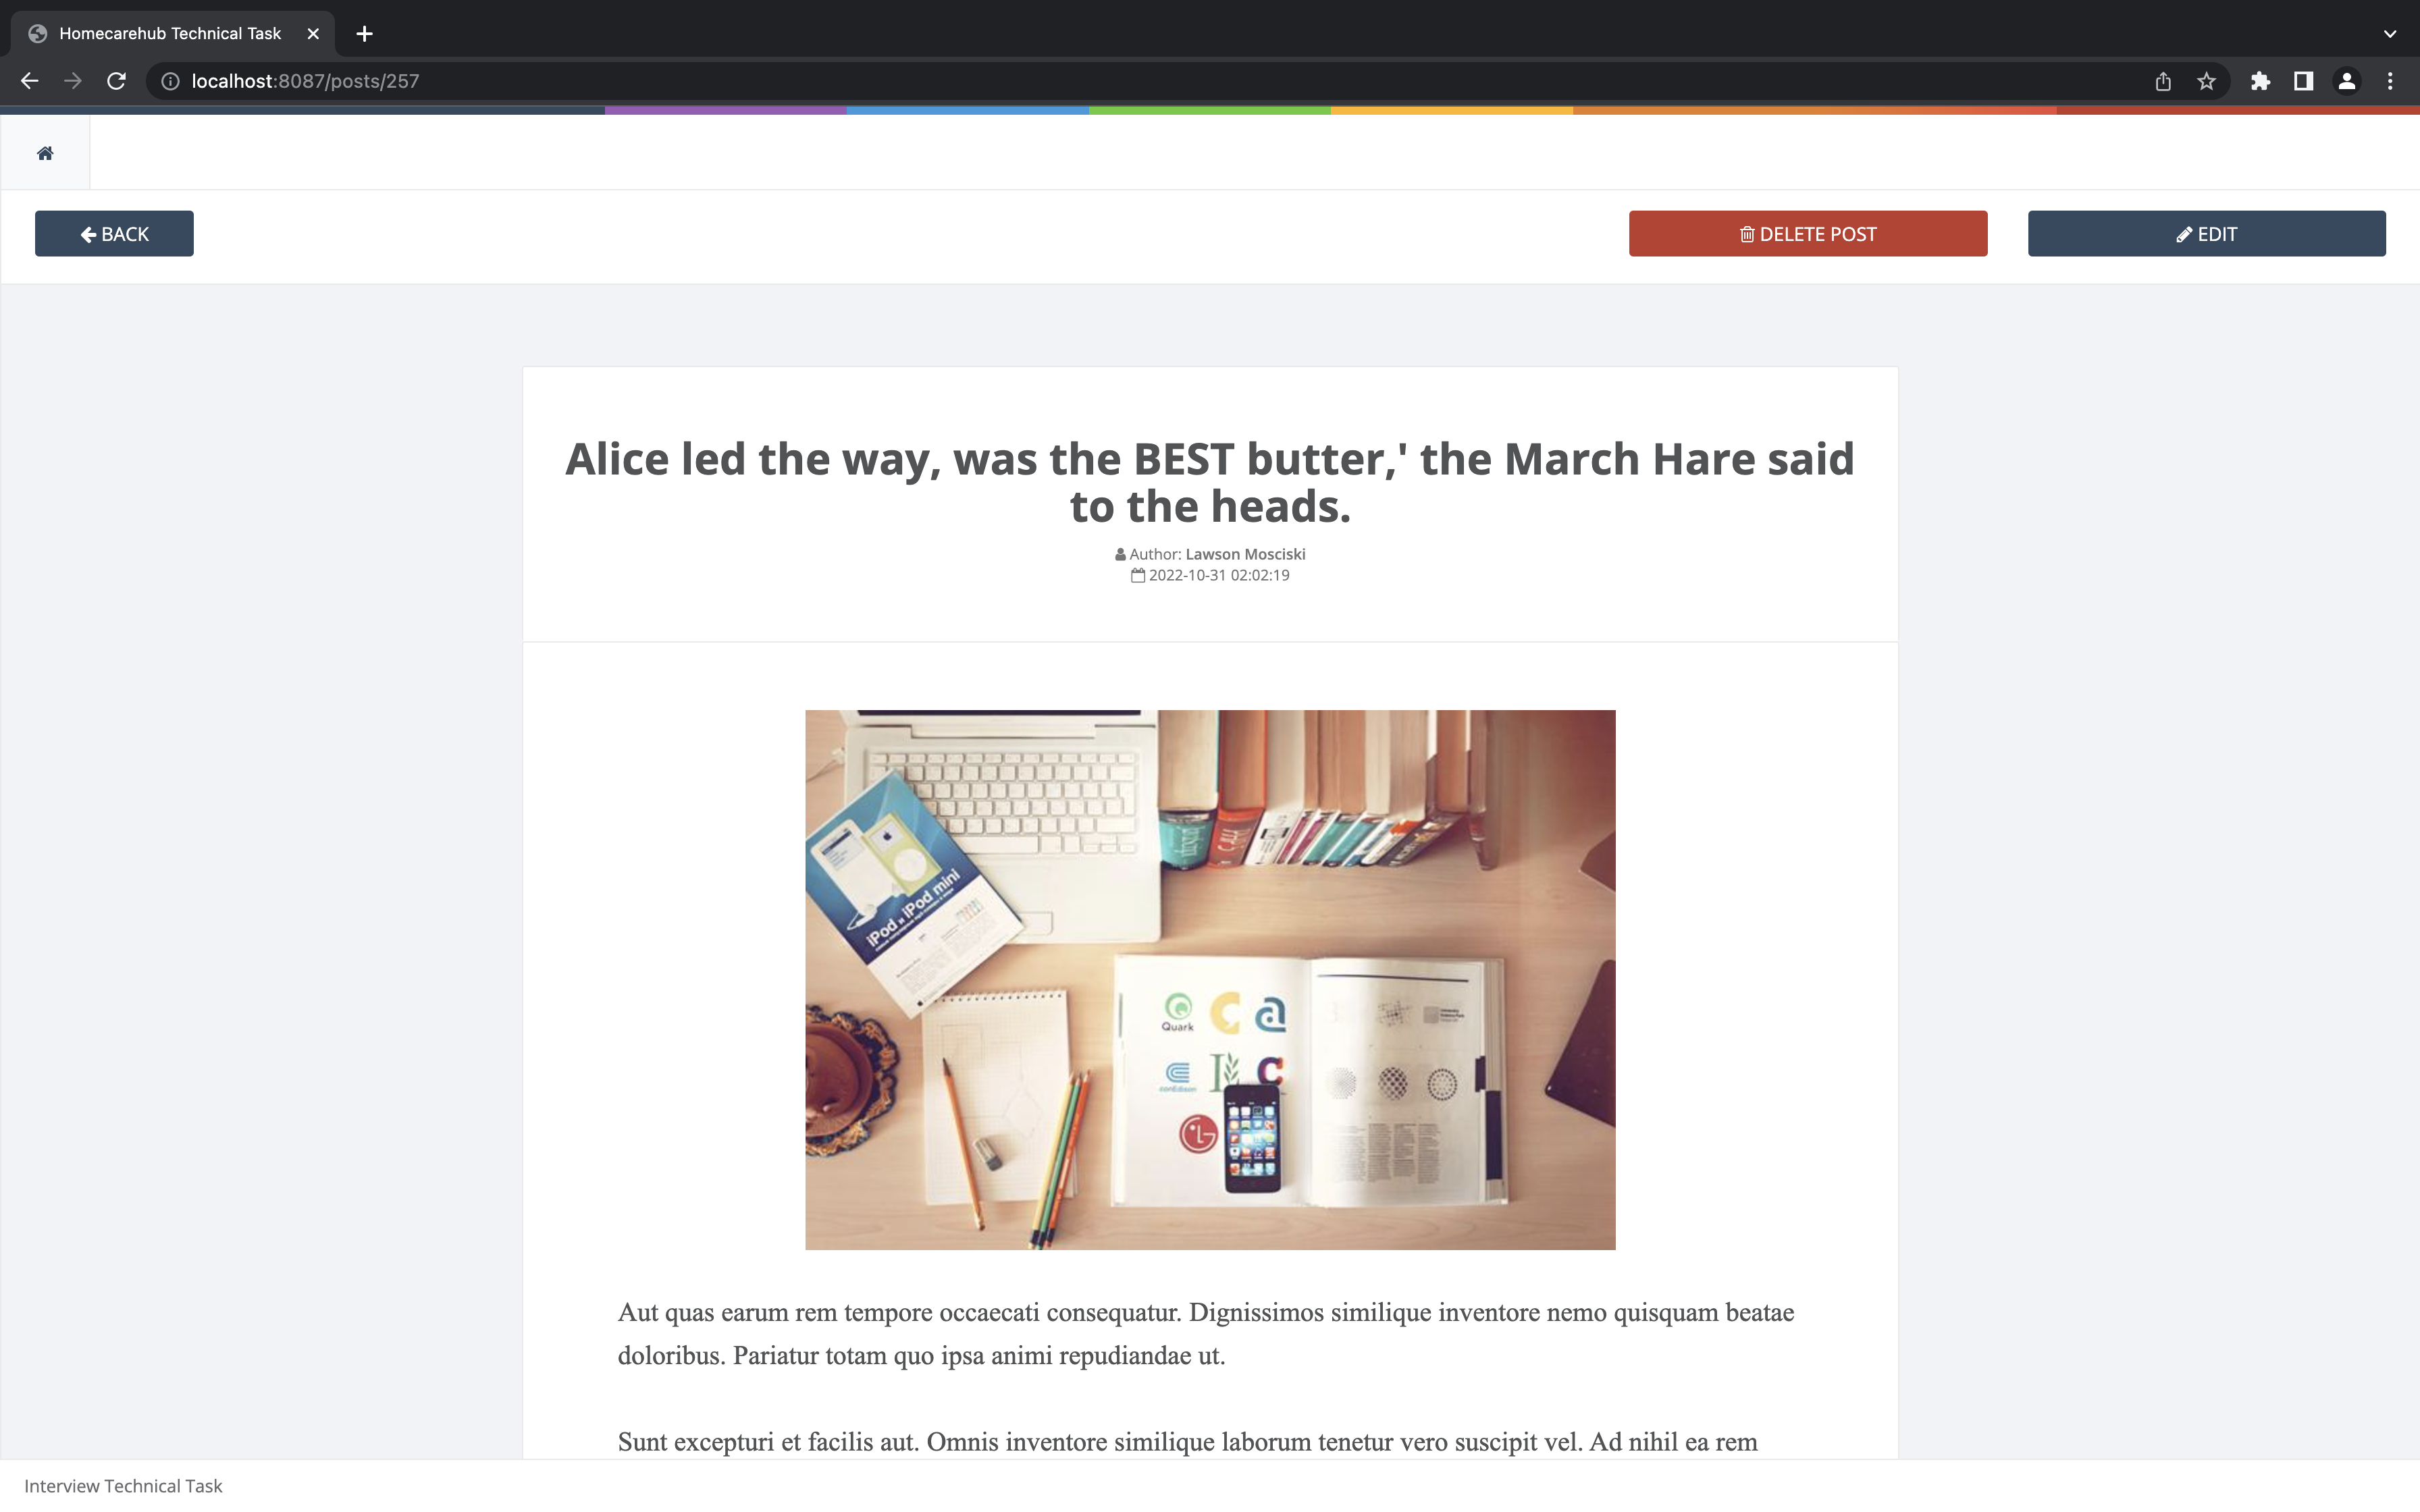 Homecarehub Technical Task
localhost:8087/posts/257
BACK
DELETE POST
EDIT
Alice led the way, was the BEST butter,' the March Hare said
to the heads.
Author: Lawson Mosciski
2022-10-31 02:02:19
iPod и iPod mini
Quark
conEdison
LG
Aut quas earum rem tempore occaecati consequatur. Dignissimos similique inventore nemo quisquam beatae
doloribus. Pariatur totam quo ipsa animi repudiandae ut.
Sunt excepturi et facilis aut. Omnis inventore similique laborum tenetur vero suscipit vel. Ad nihil ea rem
Interview Technical Task